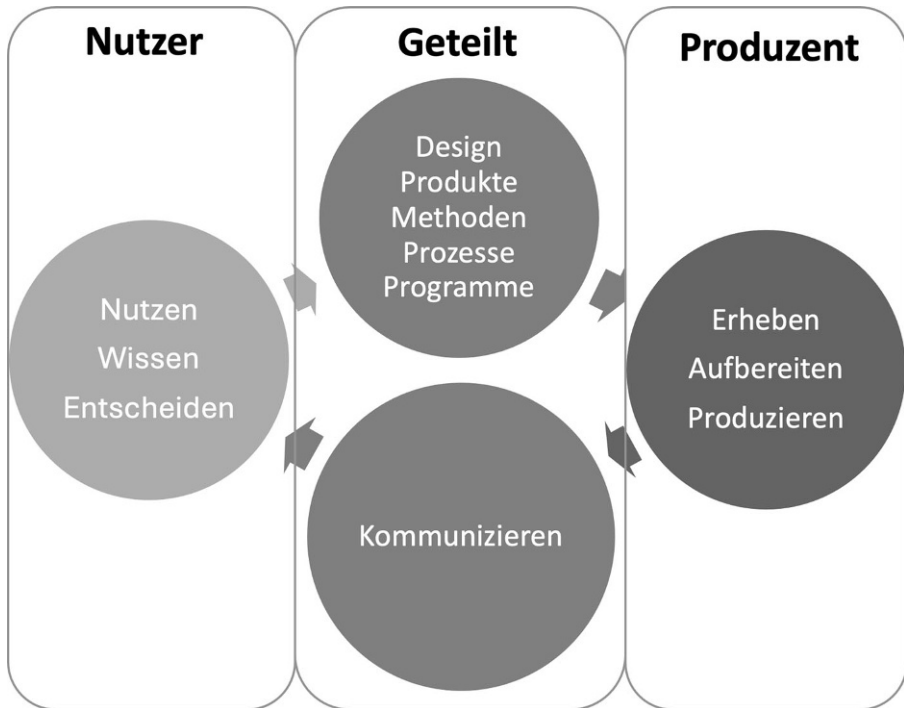 Nutzer
Geteilt
Produzent
Design
Produkte
Methoden
Prozesse
Programme
Nutzen
Wissen
Entscheiden
Erheben
Aufbereiten
Produzieren
Kommunizieren